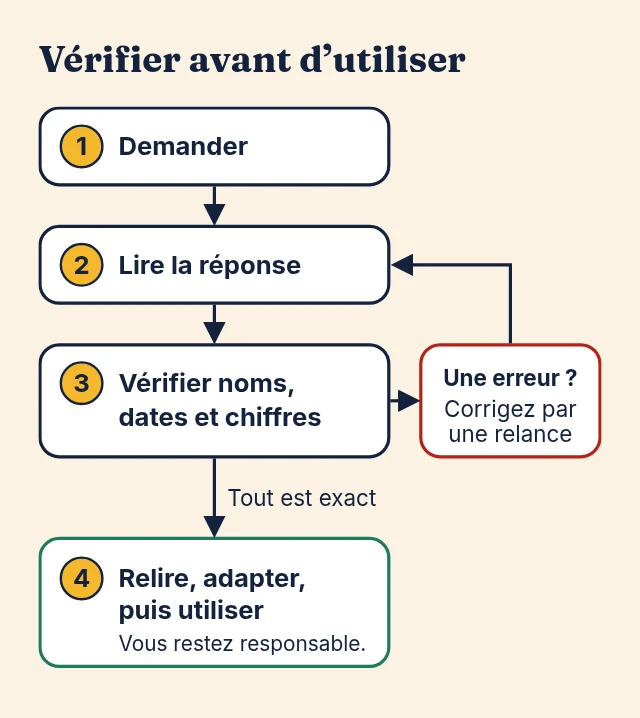 Vérifier avant d’utiliser
1 Demander
2 Lire la réponse
3 Vérifier noms,
dates et chiffres
Une erreur ?
Corrigez par
une relance
Tout est exact
4 Relire, adapter,
puis utiliser
Vous restez responsable.